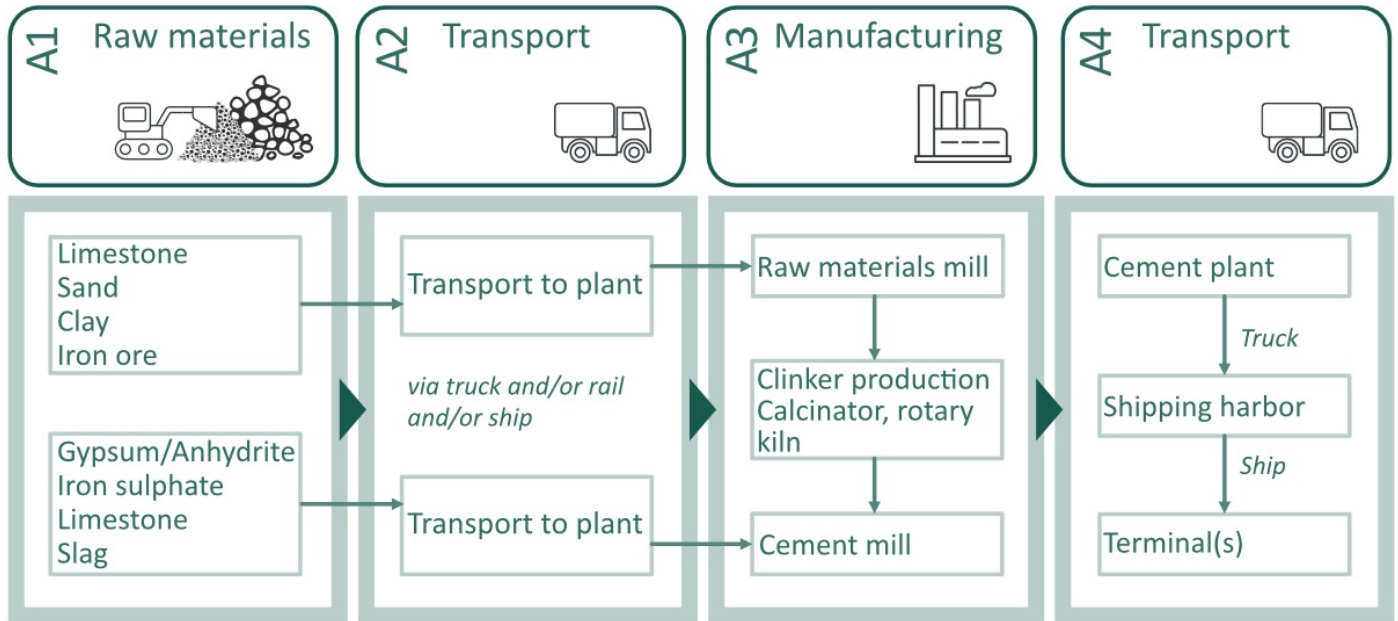 A1 Raw materials
A2 Transport
A3 Manufacturing
A4 Transport
Limestone
Sand
Clay
Iron ore
Gypsum/Anhydrite
Iron sulphate
Limestone
Slag
Transport to plant
via truck and/or rail
and/or ship
Transport to plant
Raw materials mill
Clinker production
Calcinator, rotary
kiln
Cement mill
Cement plant
Truck
Shipping harbor
Ship
Terminal(s)